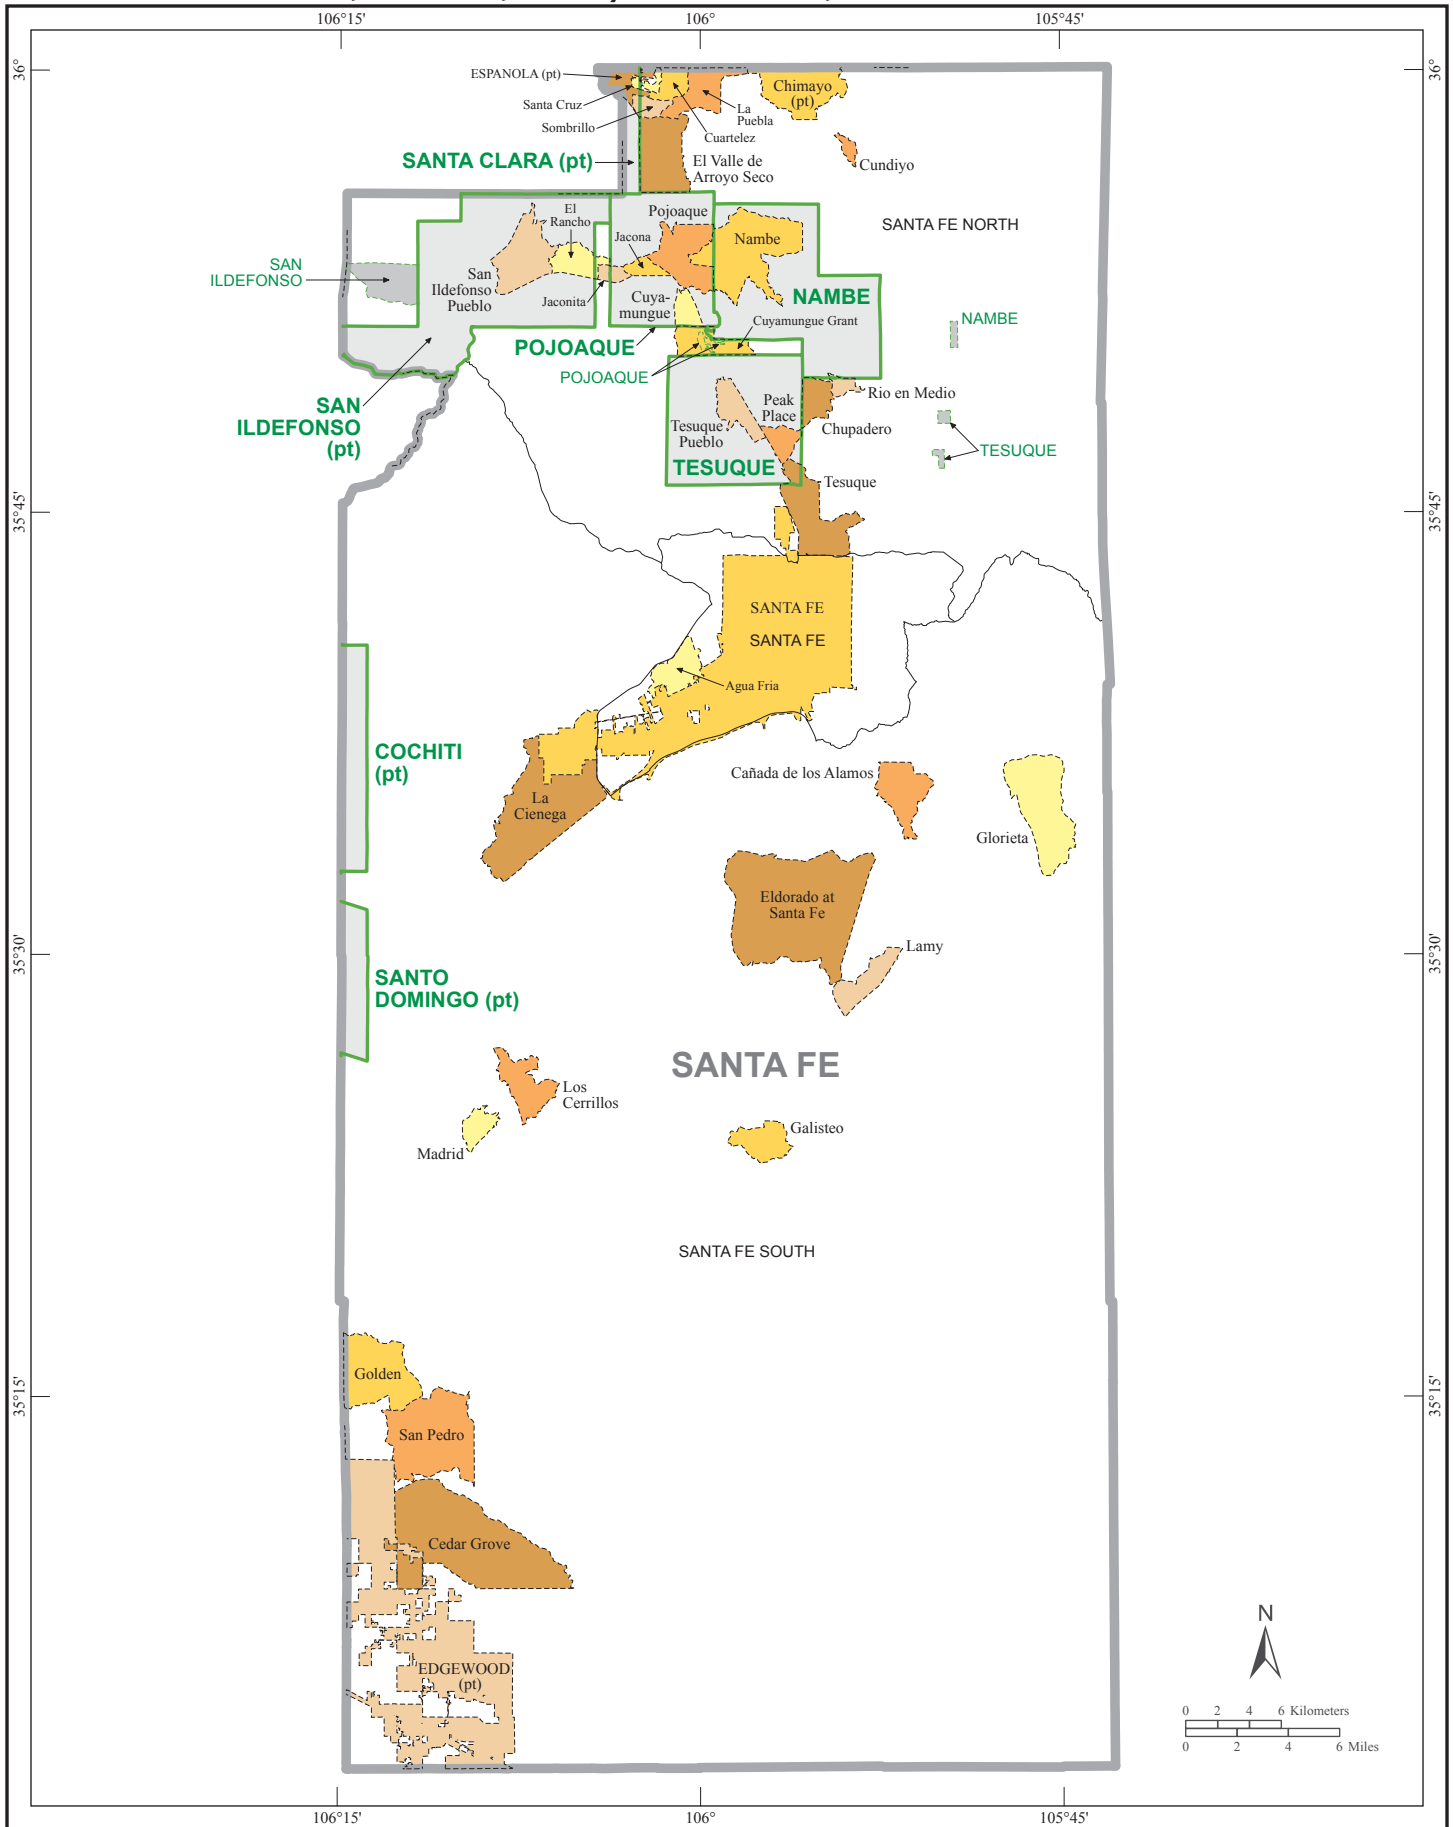 106°15'
106°
105°45'
36°
36°
ESPANOLA (pt)
Santa Cruz
Sombrillo
Chimayo
(pt)
La
Puebla
Cuartelez
SANTA CLARA (pt)
El Valle de
Arroyo Seco
Cundiyo
SANTA FE NORTH
El
Rancho
Pojoaque
Jacona
Nambe
SAN
ILDEFONSO
San
Ildefonso
Pueblo
Jaconita
Cuya-
mungue
NAMBE
Cuyamungue Grant
NAMBE
POJOAQUE
POJOAQUE
SAN
ILDEFONSO
(pt)
Peak
Place
Rio en Medio
Tesuque
Pueblo
Chupadero
TESUQUE
TESUQUE
Tesuque
35°45'
35°45'
SANTA FE
SANTA FE
Agua Fria
COCHITI
(pt)
Cañada de los Alamos
La
Cienega
Glorieta
Eldorado at
Santa Fe
Lamy
35°30'
35°30'
SANTO
DOMINGO (pt)
SANTA FE
Los
Cerrillos
Madrid
Galisteo
SANTA FE SOUTH
Golden
35°15'
35°15'
San Pedro
Cedar Grove
EDGEWOOD
(pt)
N
0 2 4 6 Kilometers
0 2 4 6 Miles
106°15'
106°
105°45'